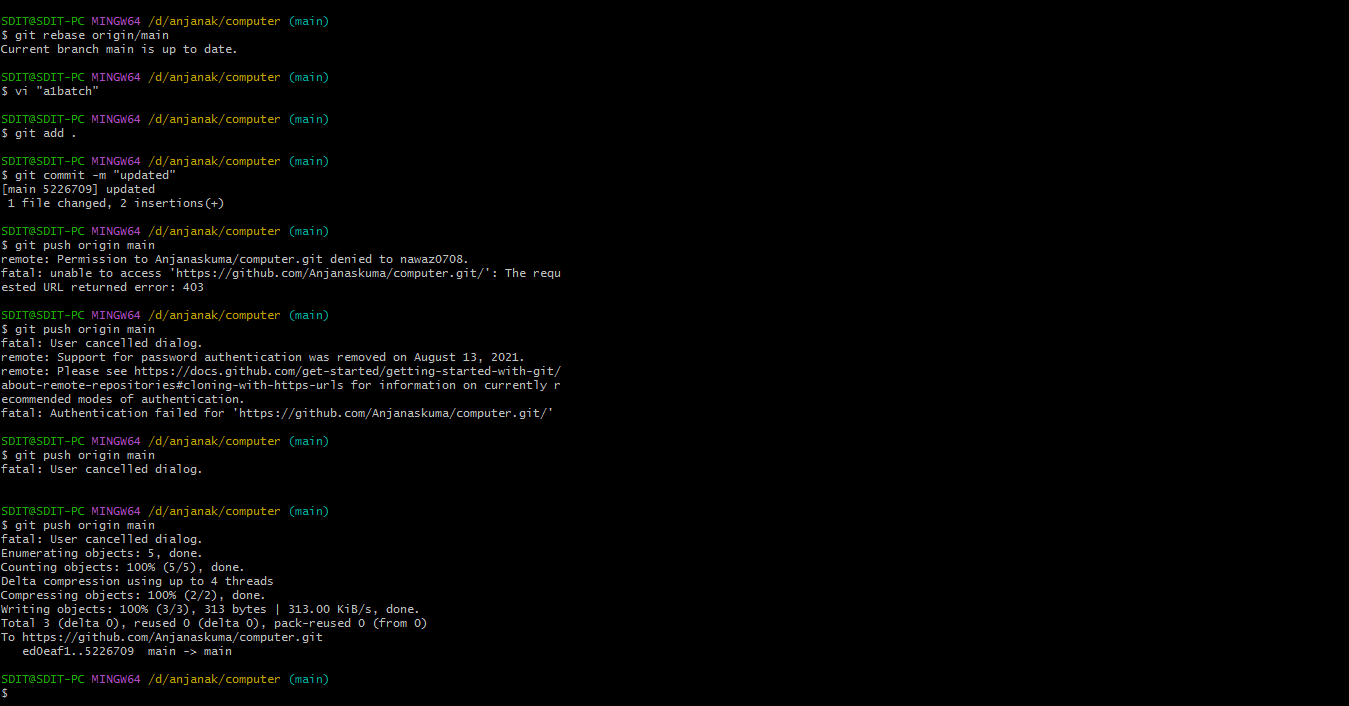 SDIT@SDIT-PC MINGW64 /d/anjanak/computer (main)
$ git rebase origin/main
Current branch main is up to date.
SDIT@SDIT-PC MINGW64 /d/anjanak/computer (main)
$ vi "a1batch"
SDIT@SDIT-PC MINGW64 /d/anjanak/computer (main)
$ git add .
SDIT@SDIT-PC MINGW64 /d/anjanak/computer (main)
$ git commit -m "updated"
[main 5226709] updated
 1 file changed, 2 insertions(+)
SDIT@SDIT-PC MINGW64 /d/anjanak/computer (main)
$ git push origin main
remote: Permission to Anjanaskuma/computer.git denied to nawaz0708.
fatal: unable to access 'https://github.com/Anjanaskuma/computer.git/': The requ
ested URL returned error: 403
SDIT@SDIT-PC MINGW64 /d/anjanak/computer (main)
$ git push origin main
fatal: User cancelled dialog.
remote: Support for password authentication was removed on August 13, 2021.
remote: Please see https://docs.github.com/get-started/getting-started-with-git/
about-remote-repositories#cloning-with-https-urls for information on currently r
ecommended modes of authentication.
fatal: Authentication failed for 'https://github.com/Anjanaskuma/computer.git/'
SDIT@SDIT-PC MINGW64 /d/anjanak/computer (main)
$ git push origin main
fatal: User cancelled dialog.
SDIT@SDIT-PC MINGW64 /d/anjanak/computer (main)
$ git push origin main
fatal: User cancelled dialog.
Enumerating objects: 5, done.
Counting objects: 100% (5/5), done.
Delta compression using up to 4 threads
Compressing objects: 100% (2/2), done.
Writing objects: 100% (3/3), 313 bytes | 313.00 KiB/s, done.
Total 3 (delta 0), reused 0 (delta 0), pack-reused 0 (from 0)
To https://github.com/Anjanaskuma/computer.git
   ed0eaf1..5226709  main -> main
SDIT@SDIT-PC MINGW64 /d/anjanak/computer (main)
$